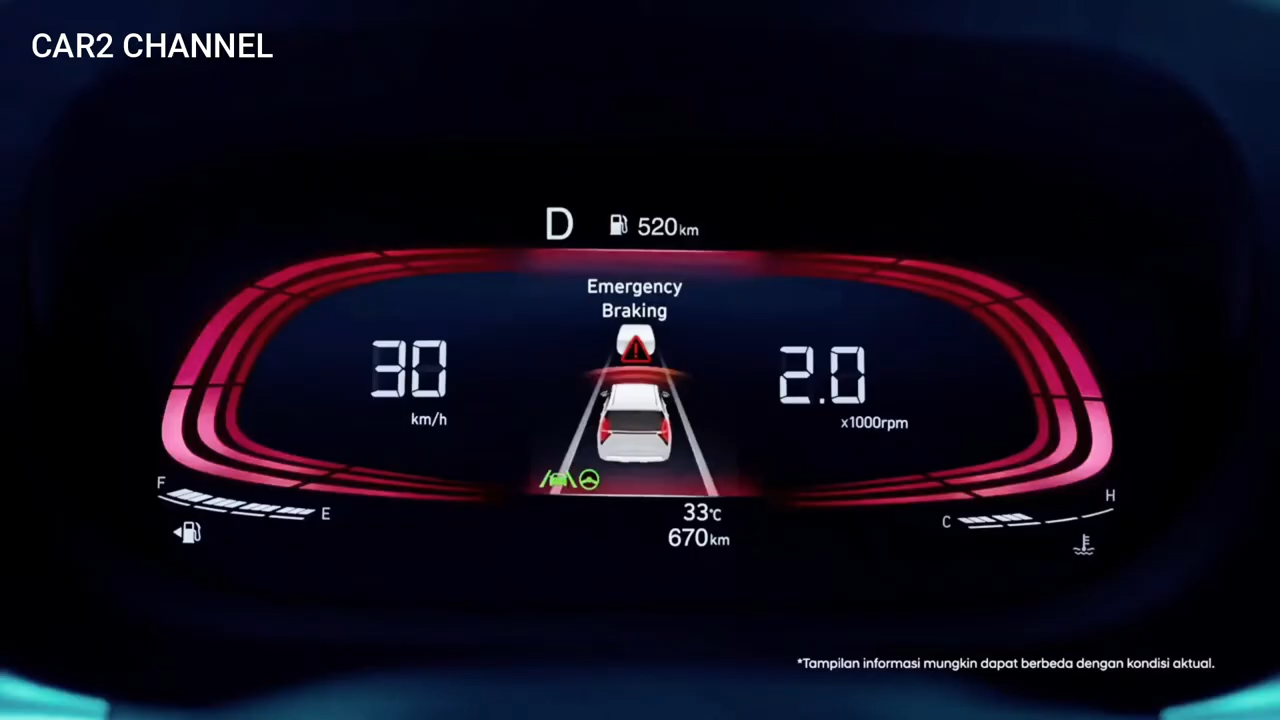 CAR2 CHANNEL
D 520km
Emergency
Braking
30
km/h
2.0
x1000rpm
F
E
C
H
33℃
670km
*Tampilan informasi mungkin dapat berbeda dengan kondisi aktual.